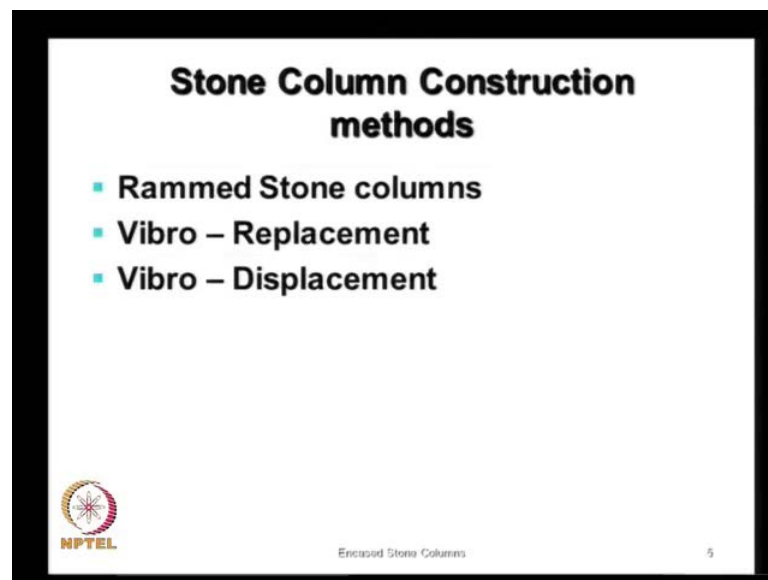 Stone Column Construction
methods
▪ Rammed Stone columns
▪ Vibro – Replacement
▪ Vibro – Displacement
NPTEL
Encased Stone Columns
5